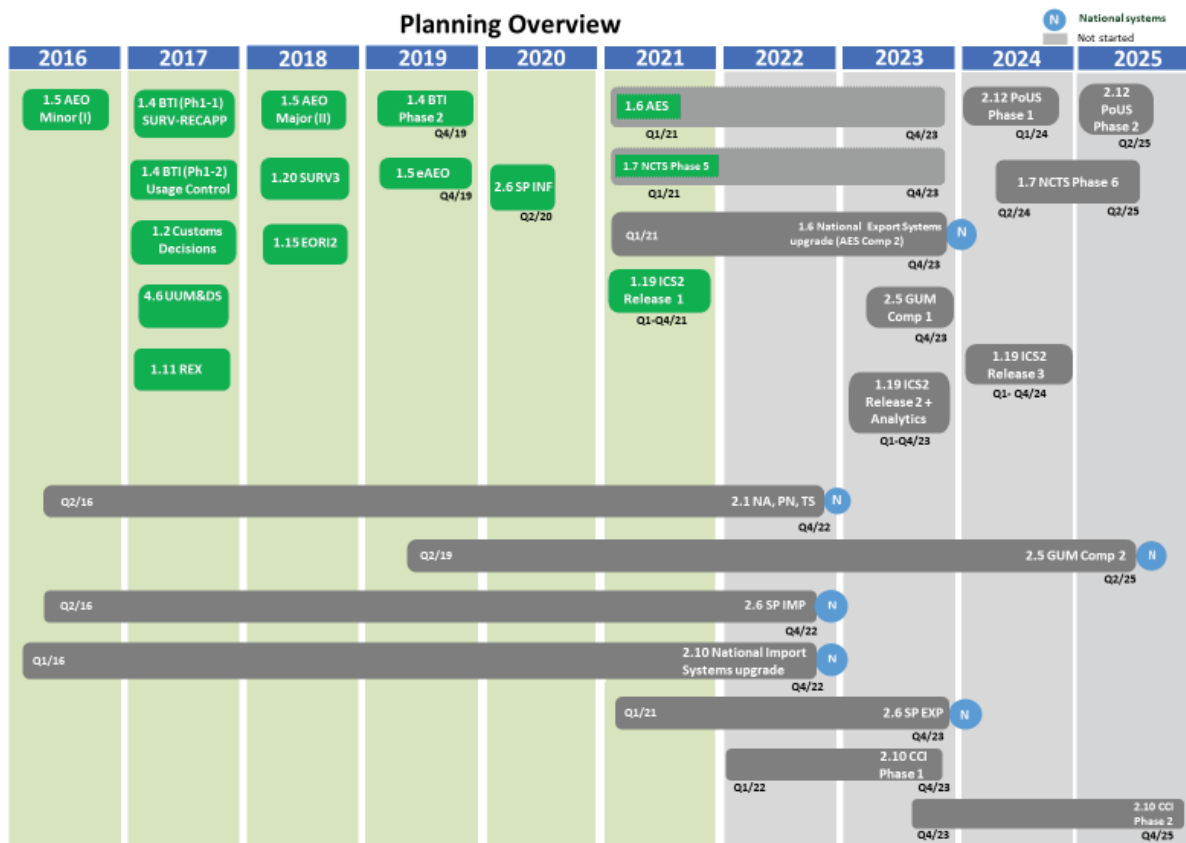 Planning Overview
N National systems
Not started
2016 2017 2018 2019 2020 2021 2022 2023 2024 2025
1.5 AEO
Minor (I)
1.4 BTI (Ph1-1)
SURV-RECAPP
1.5 AEO
Major (II)
1.4 BTI
Phase 2
Q4/19
1.6 AES
Q1/21
Q4/23
2.12 PoUS
Phase 1
Q1/24
2.12
PoUS
Phase 2
Q2/25
1.4 BTI (Ph1-2)
Usage Control
1.20 SURV3
1.5 eAEO
Q4/19
2.6 SP INF
Q2/20
1.7 NCTS Phase 5
Q1/21
Q4/23
1.7 NCTS Phase 6
Q2/24
Q2/25
1.2 Customs
Decisions
1.15 EORI2
Q1/21
1.6 National Export Systems
upgrade (AES Comp 2)
N
Q4/23
4.6 UUM&DS
1.19 ICS2
Release 1
Q1-Q4/21
2.5 GUM
Comp 1
Q4/23
1.11 REX
1.19 ICS2
Release 2 +
Analytics
Q1-Q4/23
1.19 ICS2
Release 3
Q1- Q4/24
Q2/16
2.1 NA, PN, TS
N
Q4/22
Q2/19
2.5 GUM Comp 2
N
Q2/25
Q2/16
2.6 SP IMP
N
Q4/22
Q1/16
2.10 National Import
Systems upgrade
N
Q4/22
Q1/21
2.6 SP EXP
N
Q4/23
2.10 CCI
Phase 1
Q1/22
Q4/23
2.10 CCI
Phase 2
Q4/23
Q4/25